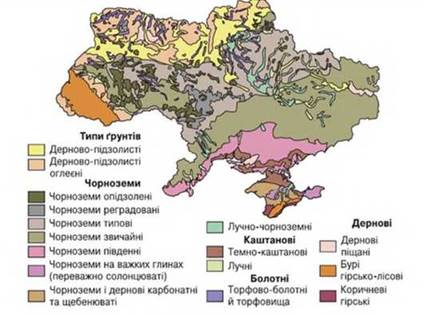 Типи ґрунтів
Дерново-підзолисті
Дерново-підзолисті
оглеєні
Чорноземи
Чорноземи опідзолені
Чорноземи реградовані
Чорноземи типові
Чорноземи звичайні
Чорноземи південні
Чорноземи на важких глинах
(переважно солонцюваті)
Чорноземи і дернові карбонатні
та щебенюваті
Лучно-чорноземні
Каштанові
Темно-каштанові
Лучні
Болотні
Торфово-болотні
й торфовища
Дернові
Дернові
піщані
Бурі
гірсько-лісові
Коричневі
гірські